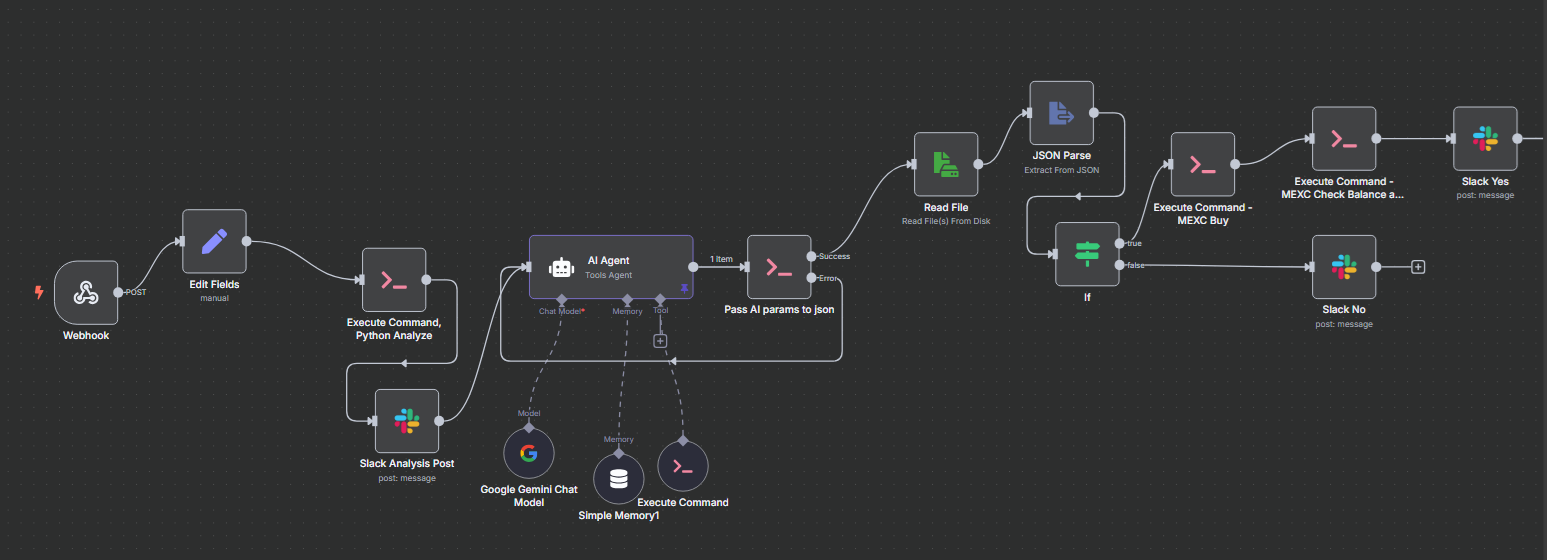 POST
Webhook
Edit Fields
manual
Execute Command,
Python Analyze
Slack Analysis Post
post: message
AI Agent
Tools Agent
Chat Model*
Memory
Tool
Model
Google Gemini Chat
Model
Memory
Simple Memory1
Execute Command
1 item
Pass AI params to json
Success
Error
Read File
Read File(s) From Disk
JSON Parse
Extract From JSON
If
true
false
Execute Command -
MEXC Buy
Execute Command -
MEXC Check Balance a...
Slack Yes
post: message
Slack No
post: message